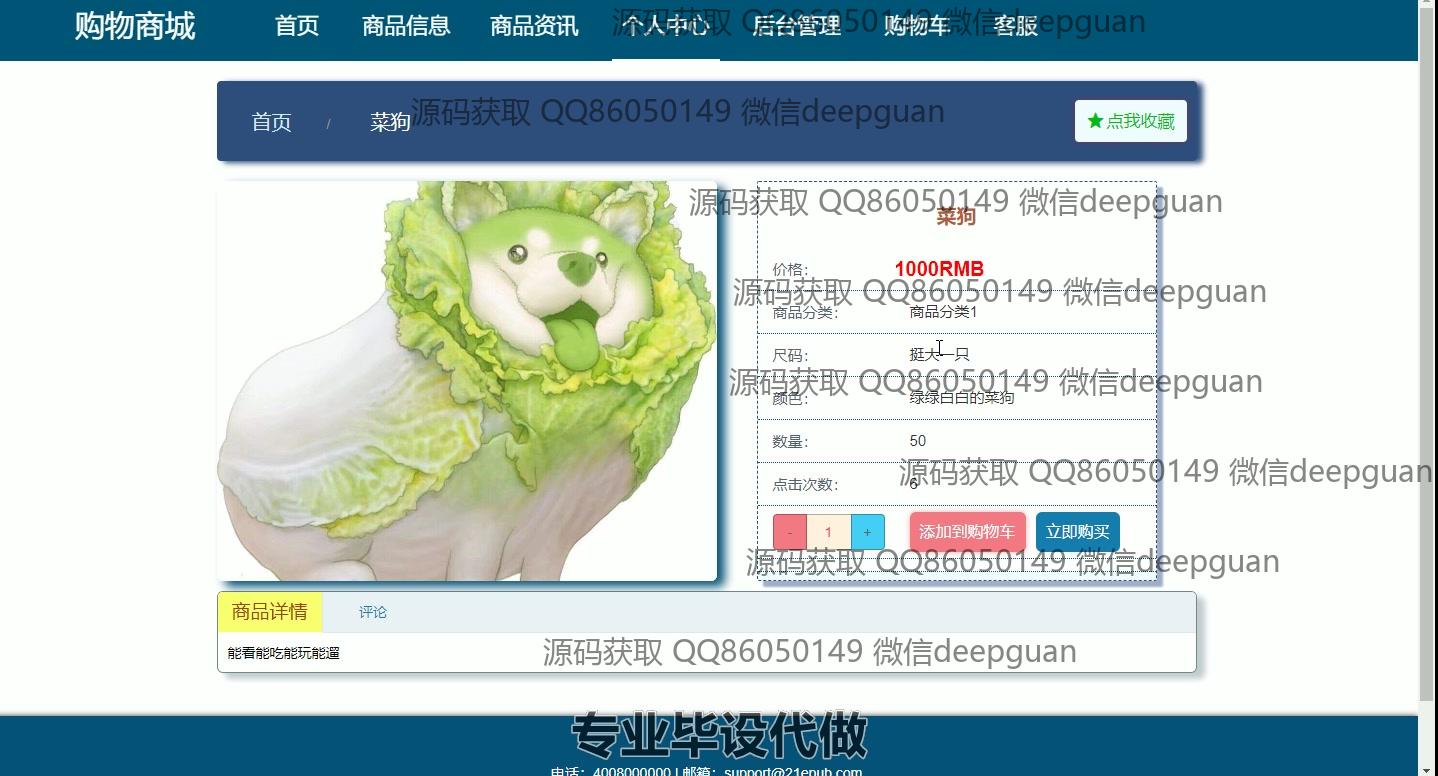 购物商城 首页 商品信息 商品资讯 个人中心 后台管理 购物车 客服
源码获取 QQ86050149 微信deepguan
首页 / 菜狗 ★点我收藏
源码获取 QQ86050149 微信deepguan
源码获取 QQ86050149 微信deepguan
菜狗
价格: 1000RMB
源码获取 QQ86050149 微信deepguan
商品分类: 商品分类1
尺码: 挺大一只
源码获取 QQ86050149 微信deepguan
颜色: 绿绿白白的菜狗
数量: 50
源码获取 QQ86050149 微信deepguan
点击次数: 6
- 1 + 添加到购物车 立即购买
源码获取 QQ86050149 微信deepguan
商品详情 评论
能看能吃能玩能遛
源码获取 QQ86050149 微信deepguan
专业毕设代做
电话：4008000000 | 邮箱：support@21epub.com